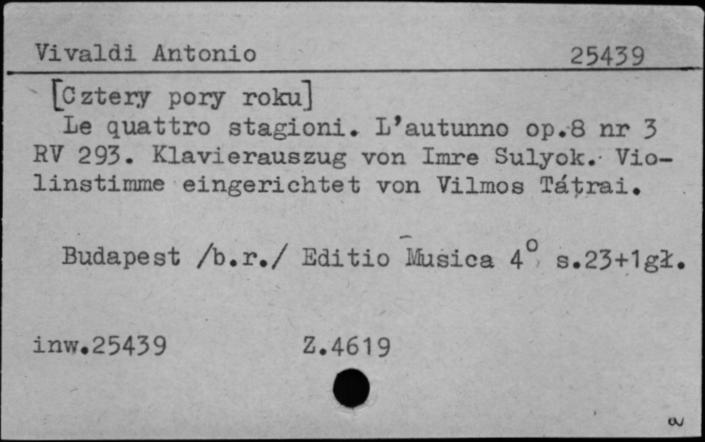 Vivaldi Antonio 25439
[Cztery pory roku]
Le quattro stagioni. L'autunno op.8 nr 3
RV 293. Klavierauszug von Imre Sulyok. Vio-
linstimme eingerichtet von Vilmos Tátrai.
Budapest /b.r./ Editio Musica 4° s.23+1gł.
inw.25439 Z.4619